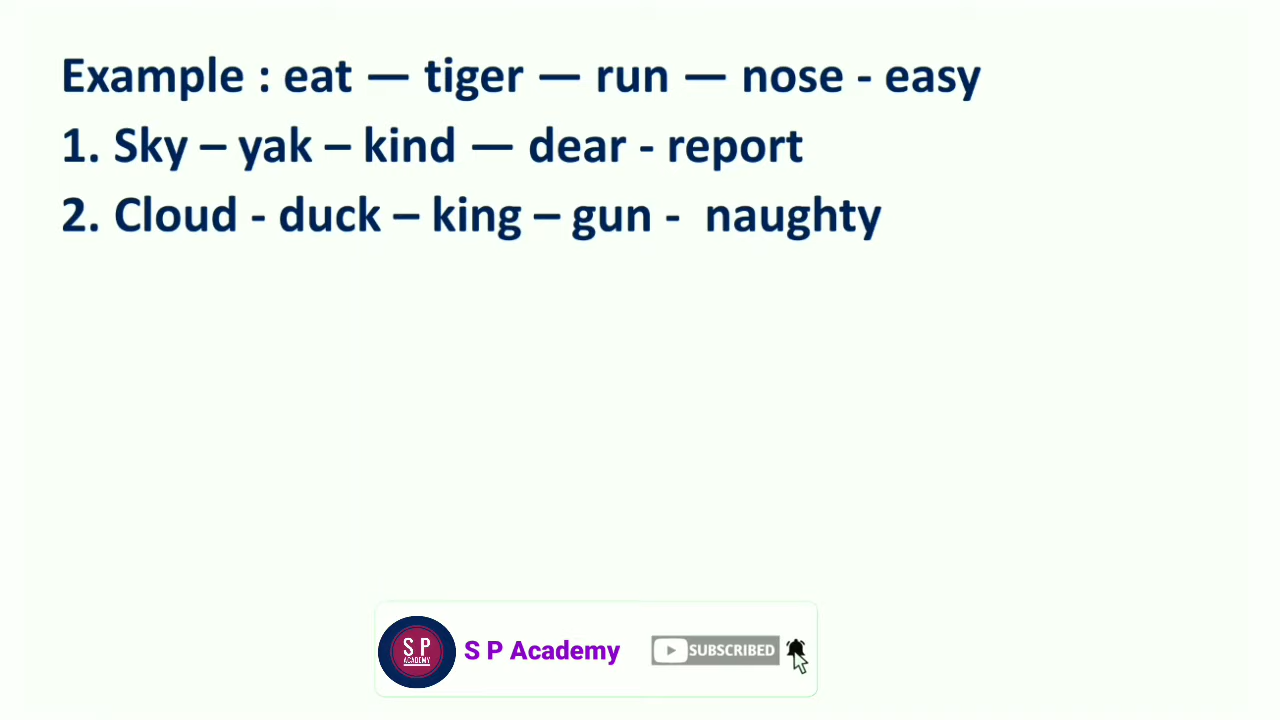 Example : eat — tiger — run — nose - easy
1. Sky – yak – kind — dear - report
2. Cloud - duck – king – gun - naughty
S P
ACADEMY
S P Academy
SUBSCRIBED